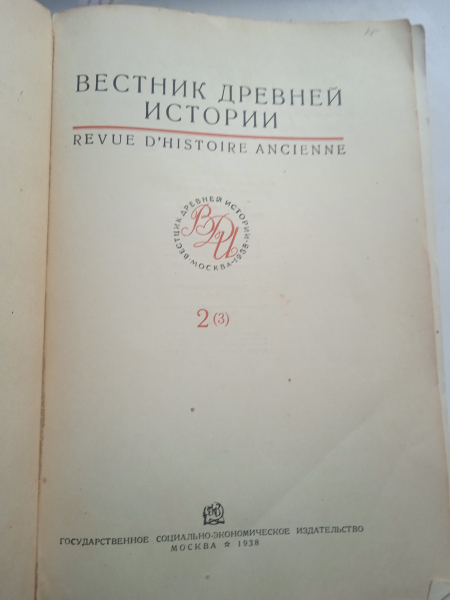 ВЕСТНИК ДРЕВНЕЙ
ИСТОРИИ
REVUE D'HISTOIRE ANCIENNE
ВЕСТНИК ДРЕВНЕЙ ИСТОРИИ · МОСКВА · 1938 ·
ВДИ
2 (3)
ГОСУДАРСТВЕННОЕ СОЦИАЛЬНО-ЭКОНОМИЧЕСКОЕ ИЗДАТЕЛЬСТВО
МОСКВА ☆ 1938